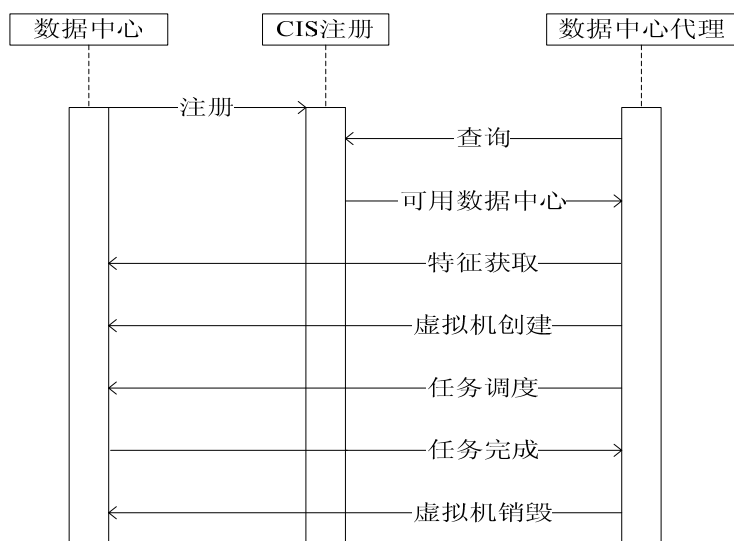 数据中心
CIS注册
数据中心代理
注册
查询
可用数据中心
特征获取
虚拟机创建
任务调度
任务完成
虚拟机销毁